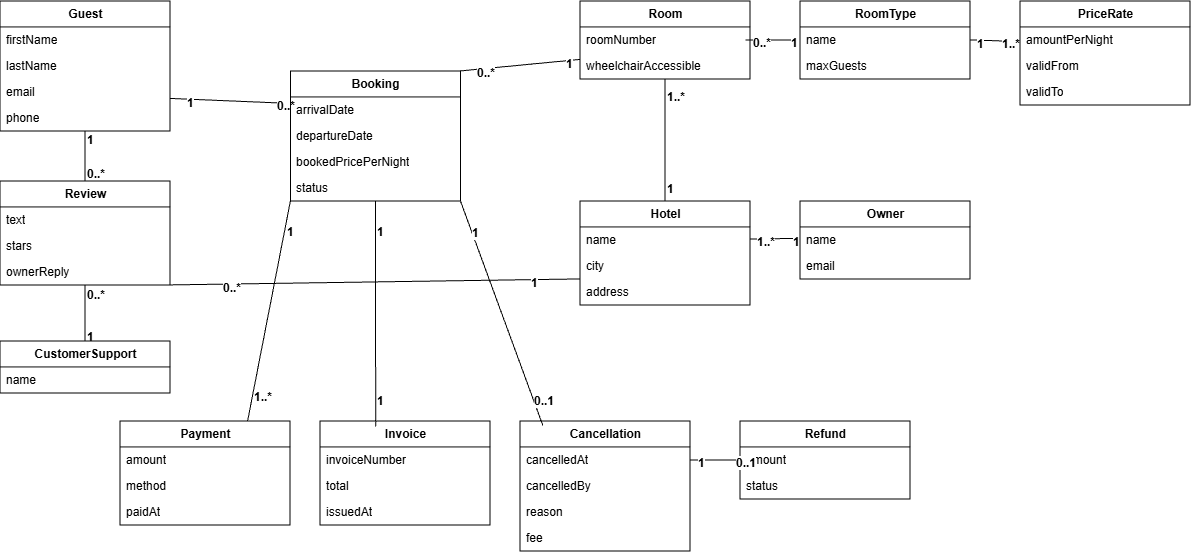 Guest
firstName
lastName
email
phone
1
0..*
1
0..*
Booking
arrivalDate
departureDate
bookedPricePerNight
status
0..*
1
Room
roomNumber
wheelchairAccessible
0..*
1
RoomType
name
maxGuests
1
1..*
PriceRate
amountPerNight
validFrom
validTo
1..*
1
Review
text
stars
ownerReply
0..*
1
Hotel
name
city
address
1..*
1
Owner
name
email
0..*
1
CustomerSupport
name
1
1..*
1
1
1
0..1
Payment
amount
method
paidAt
Invoice
invoiceNumber
total
issuedAt
Cancellation
cancelledAt
cancelledBy
reason
fee
1
0..1
Refund
mount
status